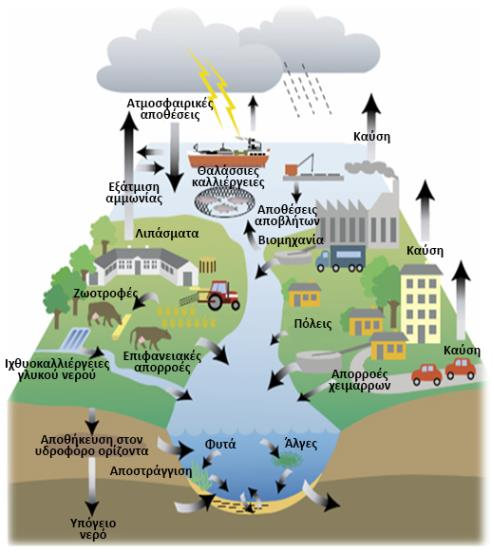 Ατμοσφαιρικές
αποθέσεις
Καύση
Θαλάσσιες
καλλιέργειες
Εξάτμιση
αμμωνίας
Αποθέσεις
αποβλήτων
Λιπάσματα
Βιομηχανία
Καύση
Ζωοτροφές
Πόλεις
Επιφανειακές
απορροές
Καύση
Ιχθυοκαλλιέργειες
γλυκού νερού
Απορροές
χειμάρρων
Αποθήκευση στον
υδροφόρο ορίζοντα
Φυτά
Άλγες
Αποστράγγιση
Υπόγειο
νερό